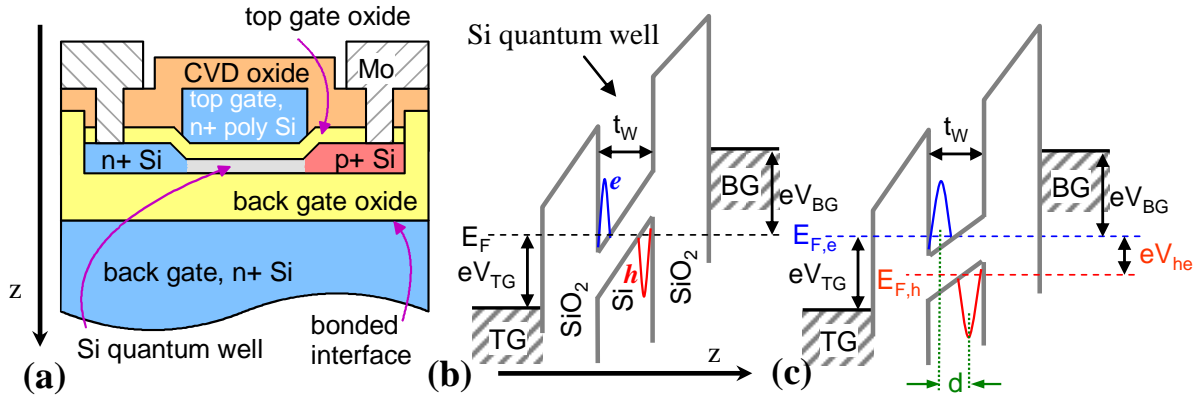 top gate oxide
CVD oxide
Mo
top gate,
n+ poly Si
n+ Si
p+ Si
back gate oxide
back gate, n+ Si
z
Si quantum well
bonded
interface
(a)
Si quantum well
t_W
e
BG
eV_BG
E_F
eV_TG
h
SiO_2
Si
SiO_2
TG
z
(b)
t_W
BG
eV_BG
E_F,e
eV_TG
eV_he
E_F,h
TG
d
(c)